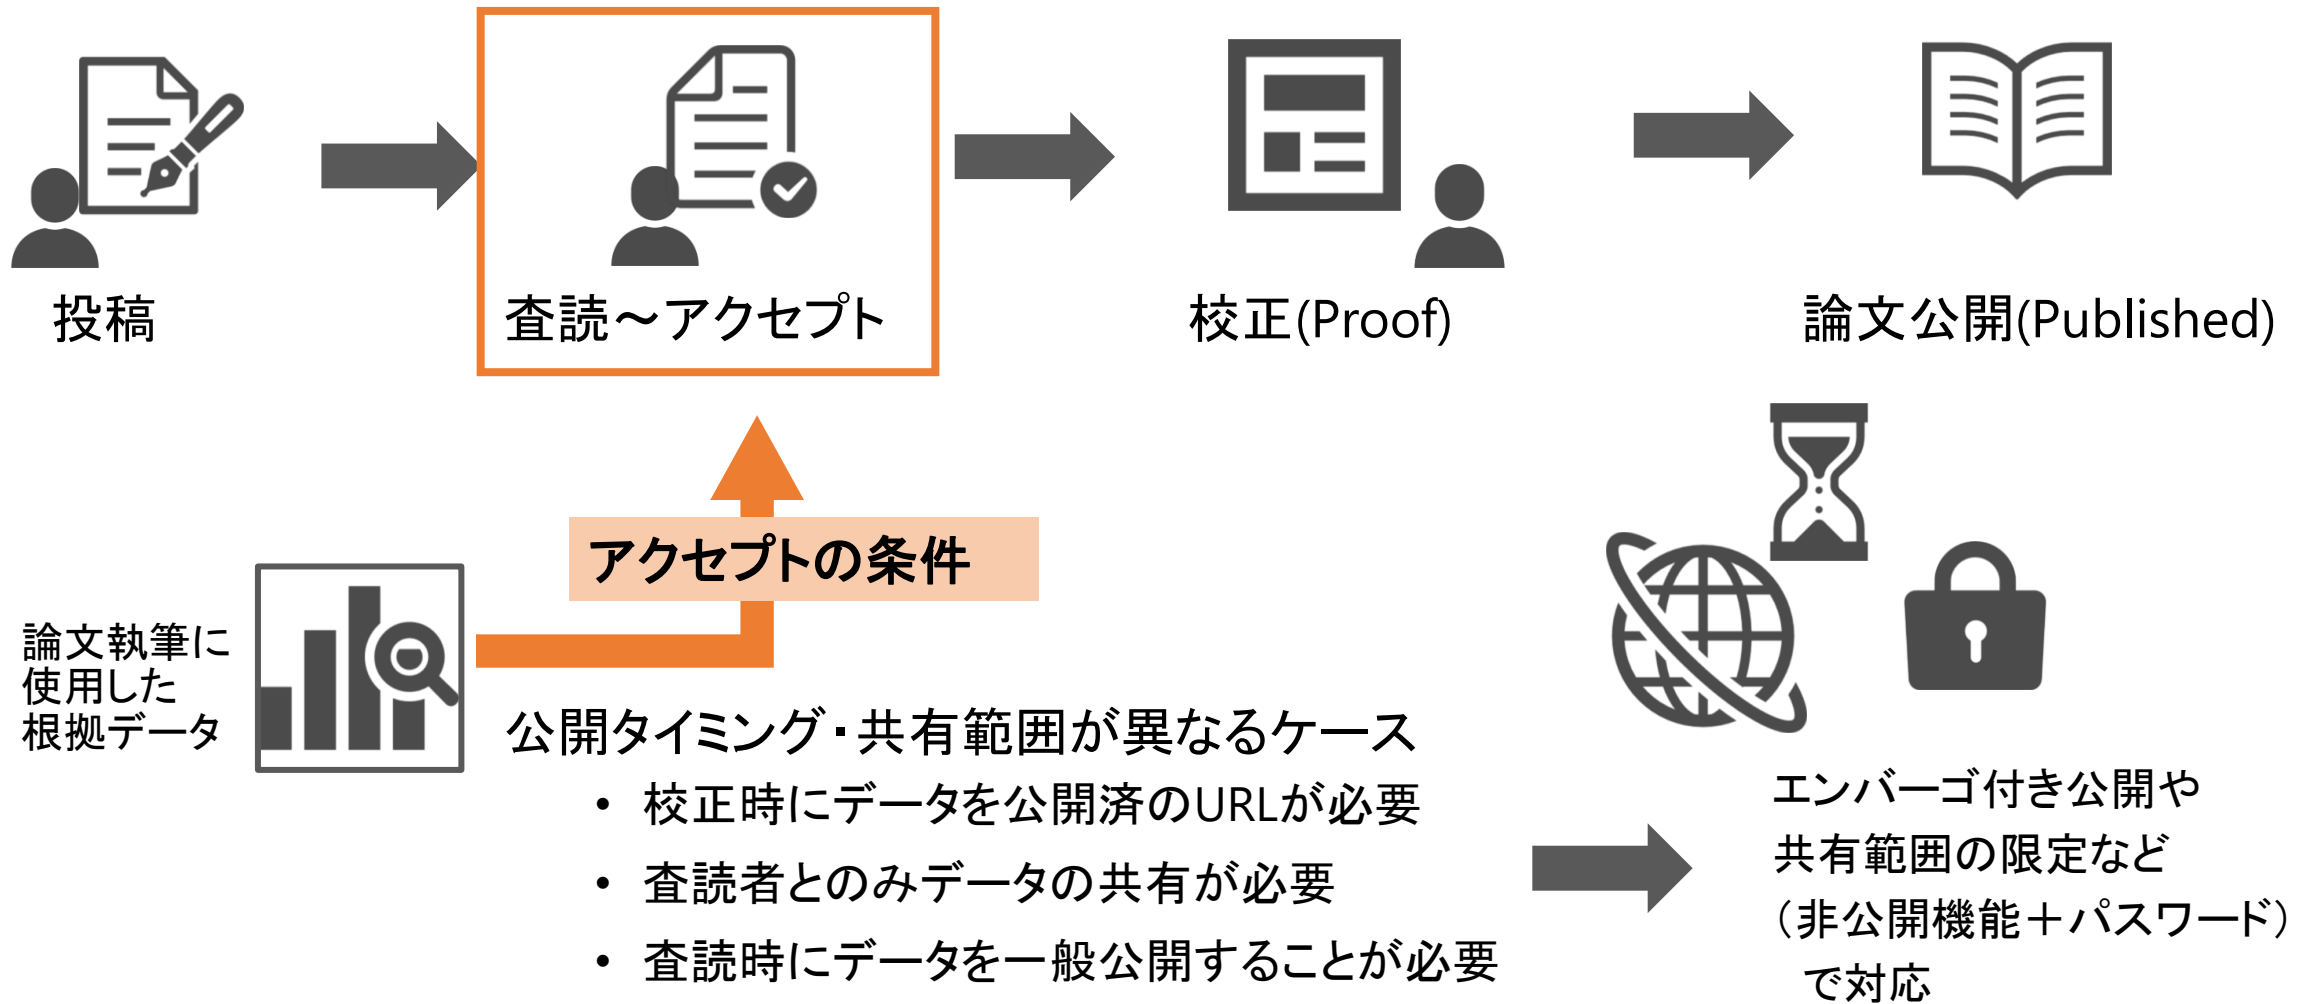 投稿
査読～アクセプト
校正(Proof)
論文公開(Published)
アクセプトの条件
論文執筆に
使用した
根拠データ
公開タイミング・共有範囲が異なるケース
• 校正時にデータを公開済のURLが必要
• 査読者とのみデータの共有が必要
• 査読時にデータを一般公開することが必要
エンバーゴ付き公開や
共有範囲の限定など
（非公開機能＋パスワード）
で対応